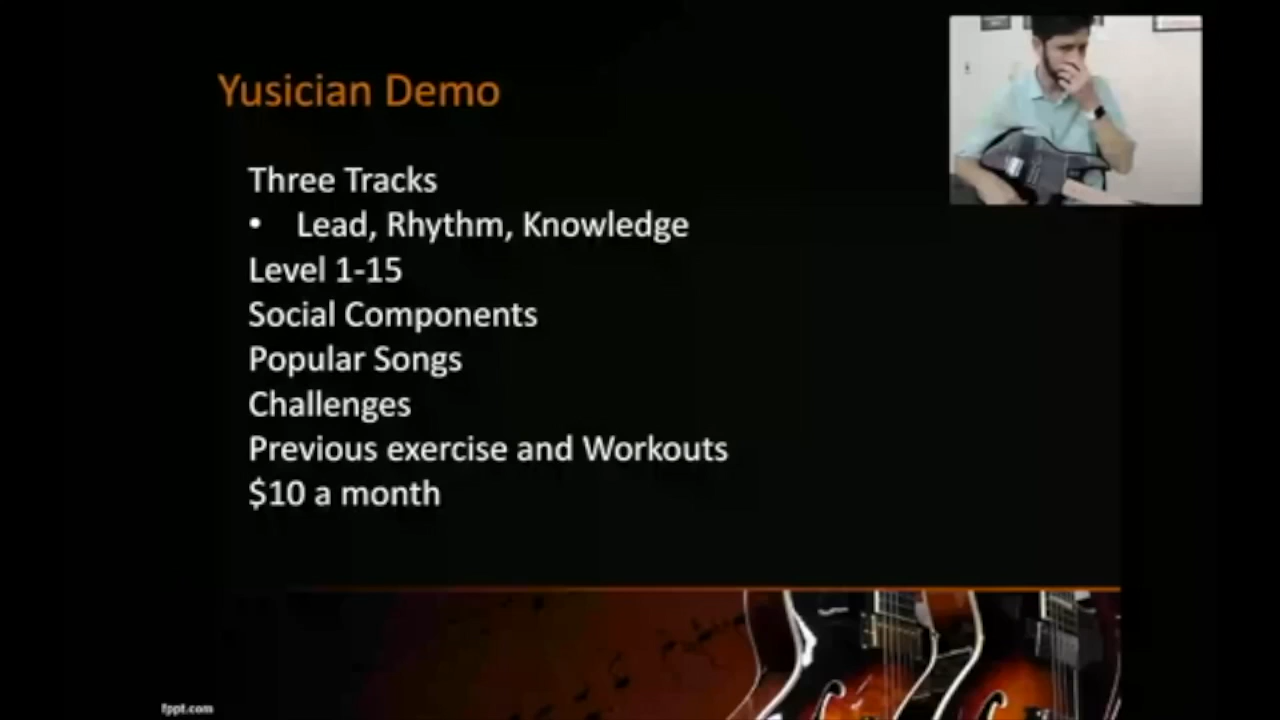 Yusician Demo
Three Tracks
• Lead, Rhythm, Knowledge
Level 1-15
Social Components
Popular Songs
Challenges
Previous exercise and Workouts
$10 a month
fppt.com